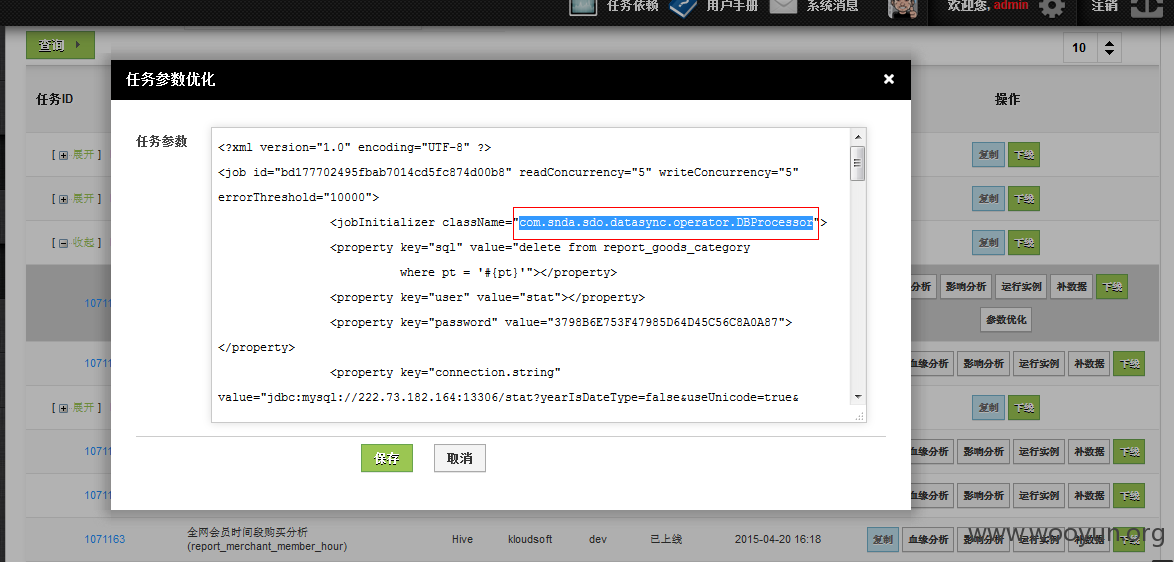 任务依赖 用户手册 系统消息 欢迎您, admin 注销
查询 10
任务参数优化
任务ID 操作
任务参数
<?xml version="1.0" encoding="UTF-8" ?>
<job id="bd177702495fbab7014cd5fc874d00b8" readConcurrency="5" writeConcurrency="5"
errorThreshold="10000">
<jobInitializer className="com.snda.sdo.datasync.operator.DBProcessor">
<property key="sql" value="delete from report_goods_category
where pt = '#{pt}'"></property>
<property key="user" value="stat"></property>
<property key="password" value="3798B6E753F47985D64D45C56C8A0A87">
</property>
<property key="connection.string"
value="jdbc:mysql://222.73.182.164:13306/stat?yearIsDateType=false&useUnicode=true&
[ 展开 ] 复制 下线
[ 展开 ] 复制 下线
[ 收起 ] 复制 下线
1071 分析 影响分析 运行实例 补数据 下线
参数优化
1071 血缘分析 影响分析 运行实例 补数据 下线
[ 展开 ] 复制 下线
保存 取消
1071 血缘分析 影响分析 运行实例 补数据 下线
1071 血缘分析 影响分析 运行实例 补数据 下线
全网会员时间段购买分析
1071163 (report_merchant_member_hour) Hive kloudsoft dev 已上线 2015-04-20 16:18 复制 血缘分析 影响分析 运行实例 补数据 下线
www.wooyun.org